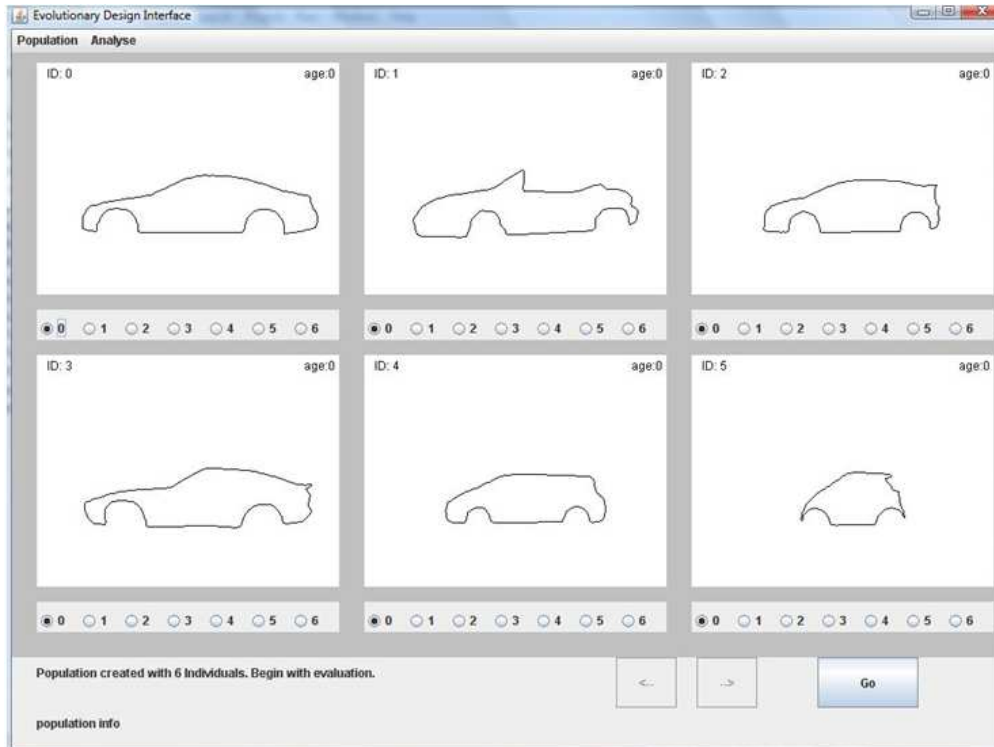 Evolutionary Design Interface
Population Analyse
ID: 0 age:0 ID: 1 age:0 ID: 2 age:0
0 1 2 3 4 5 6 0 1 2 3 4 5 6 0 1 2 3 4 5 6
ID: 3 age:0 ID: 4 age:0 ID: 5 age:0
0 1 2 3 4 5 6 0 1 2 3 4 5 6 0 1 2 3 4 5 6
Population created with 6 Individuals. Begin with evaluation.
<.. ..> Go
population info